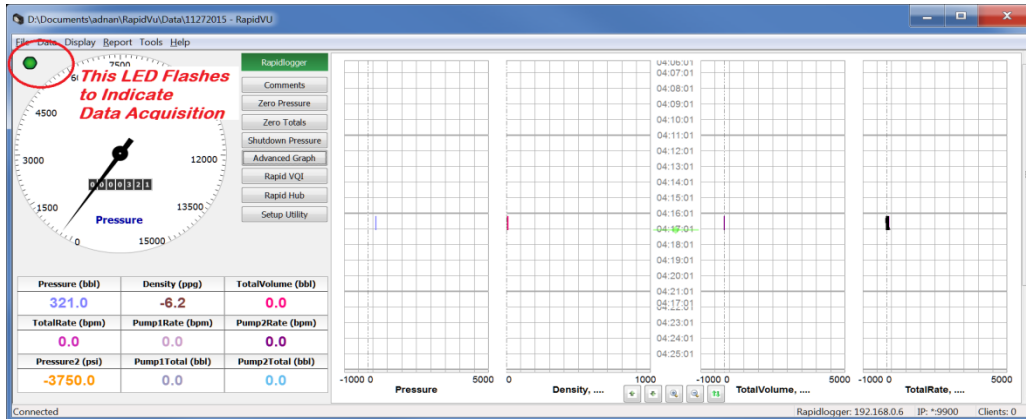 D:\Documents\adnan\RapidVu\Data\11272015 - RapidVU
File Data Display Report Tools Help
This LED Flashes
to Indicate
Data Acquisition
7500
4500
3000
12000
1500
13500
0
15000
0000321
Pressure
Rapidlogger
Comments
Zero Pressure
Zero Totals
Shutdown Pressure
Advanced Graph
Rapid VQI
Rapid Hub
Setup Utility
Pressure (bbl) Density (ppg) TotalVolume (bbl)
321.0 -6.2 0.0
TotalRate (bpm) Pump1Rate (bpm) Pump2Rate (bpm)
0.0 0.0 0.0
Pressure2 (psi) Pump1Total (bbl) Pump2Total (bbl)
-3750.0 0.0 0.0
04:06:01
04:07:01
04:08:01
04:09:01
04:10:01
04:11:01
04:12:01
04:13:01
04:14:01
04:15:01
04:16:01
04:17:01
04:18:01
04:19:01
04:20:01
04:21:01
04:23:01
04:24:01
04:25:01
-1000 0 5000 0 1000 -1000 0 5000 -1000 0 5000
Pressure Density, .... TotalVolume, .... TotalRate, ....
Connected Rapidlogger: 192.168.0.6 IP: *:9900 Clients: 0